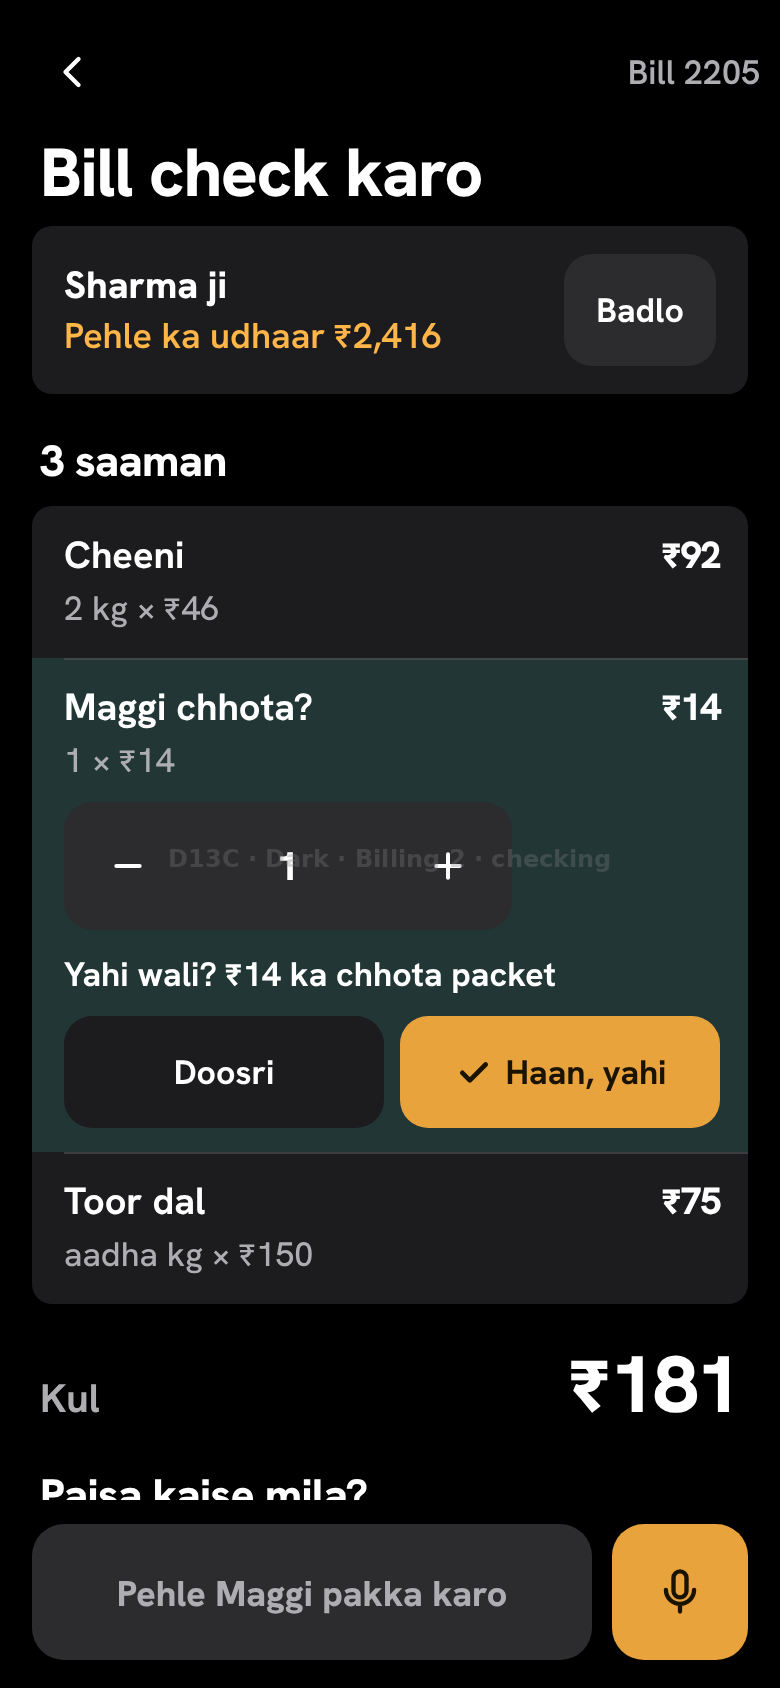 Bill 2205
Bill check karo
Sharma ji
Pehle ka udhaar ₹2,416
Badlo
3 saaman
Cheeni ₹92
2 kg × ₹46
Maggi chhota? ₹14
1 × ₹14
− 1 +
D13C · Dark · Billing 2 · checking
Yahi wali? ₹14 ka chhota packet
Doosri
Haan, yahi
Toor dal ₹75
aadha kg × ₹150
Kul ₹181
Paisa kaise mila?
Pehle Maggi pakka karo